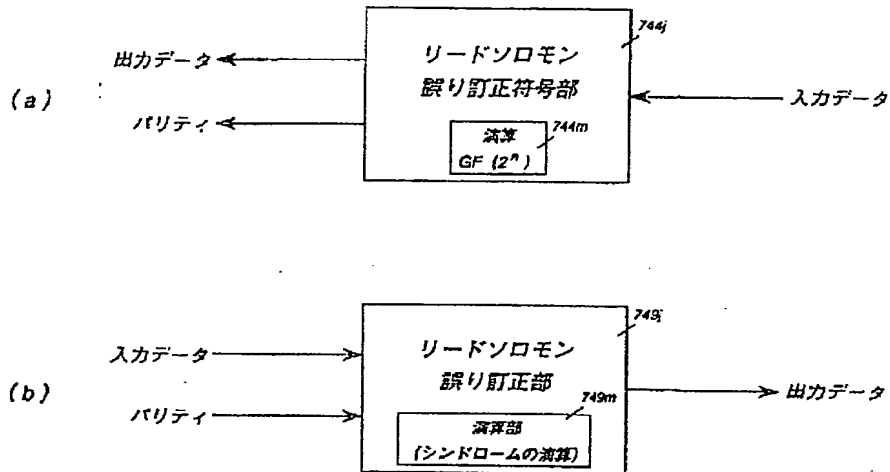 (a)
出力データ
パリティ
リードソロモン
誤り訂正符号部
744j
演算
GF (2ⁿ)
744m
入力データ
(b)
入力データ
パリティ
リードソロモン
誤り訂正部
749j
749m
演算部
(シンドロームの演算)
出力データ